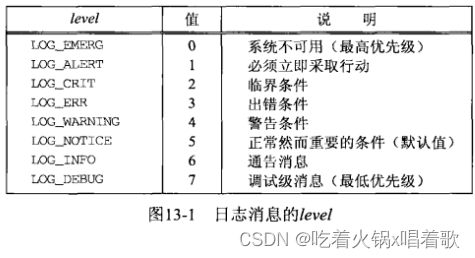 level 值 说 明
LOG_EMERG 0 系统不可用（最高优先级）
LOG_ALERT 1 必须立即采取行动
LOG_CRIT 2 临界条件
LOG_ERR 3 出错条件
LOG_WARNING 4 警告条件
LOG_NOTICE 5 正常然而重要的条件（默认值）
LOG_INFO 6 通告消息
LOG_DEBUG 7 调试级消息（最低优先级）
图13-1 日志消息的level
CSDN @吃着火锅x唱着歌